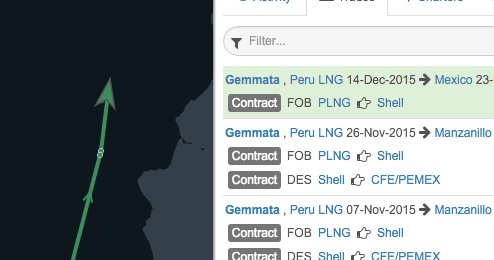 Filter...
Gemmata , Peru LNG 14-Dec-2015 → Mexico 23-
Contract FOB PLNG Shell
Gemmata , Peru LNG 26-Nov-2015 → Manzanillo
Contract FOB PLNG Shell
Contract DES Shell CFE/PEMEX
Gemmata , Peru LNG 07-Nov-2015 → Manzanillo
Contract FOB PLNG Shell
Contract DES Shell CFE/PEMEX